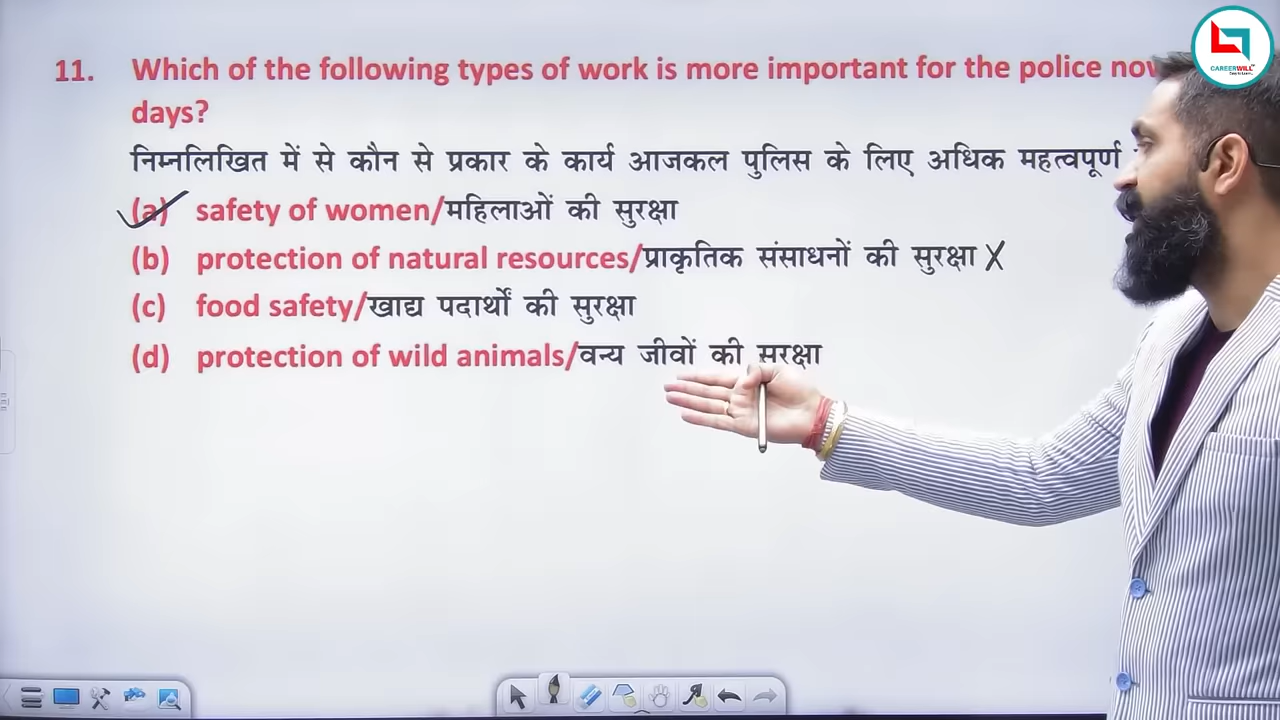 CAREERWILL
11. Which of the following types of work is more important for the police now
days?
निम्नलिखित में से कौन से प्रकार के कार्य आजकल पुलिस के लिए अधिक महत्वपूर्ण
(a) safety of women/महिलाओं की सुरक्षा
(b) protection of natural resources/प्राकृतिक संसाधनों की सुरक्षा X
(c) food safety/खाद्य पदार्थों की सुरक्षा
(d) protection of wild animals/वन्य जीवों की सुरक्षा